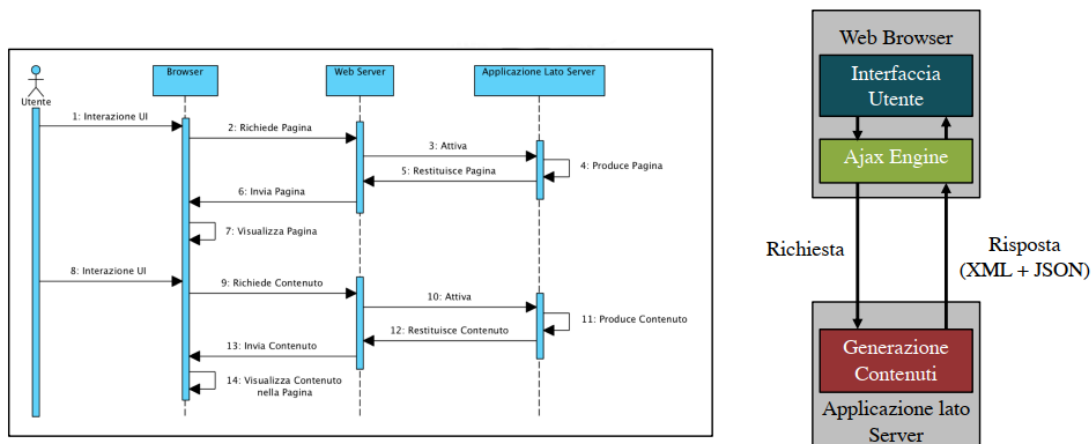 Utente
Browser
Web Server
Applicazione Lato Server
1: Interazione UI
2: Richiede Pagina
3: Attiva
4: Produce Pagina
5: Restituisce Pagina
6: Invia Pagina
7: Visualizza Pagina
8: Interazione UI
9: Richiede Contenuto
10: Attiva
11: Produce Contenuto
12: Restituisce Contenuto
13: Invia Contenuto
14: Visualizza Contenuto
nella Pagina
Web Browser
Interfaccia
Utente
Ajax Engine
Richiesta
Risposta
(XML + JSON)
Generazione
Contenuti
Applicazione lato
Server